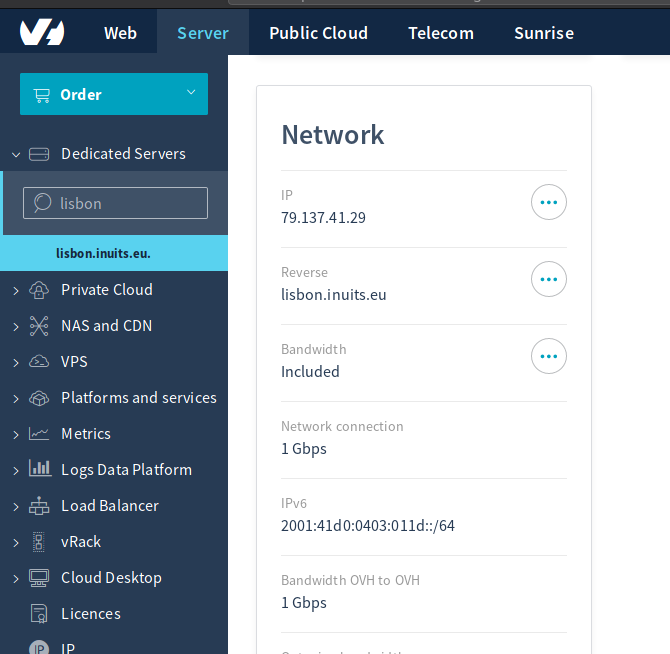 Web
Server
Public Cloud
Telecom
Sunrise
Order
Dedicated Servers
lisbon
lisbon.inuits.eu.
Private Cloud
NAS and CDN
VPS
Platforms and services
Metrics
Logs Data Platform
Load Balancer
vRack
Cloud Desktop
Licences
IP
IP
Network
IP
79.137.41.29
Reverse
lisbon.inuits.eu
Bandwidth
Included
Network connection
1 Gbps
IPv6
2001:41d0:0403:011d::/64
Bandwidth OVH to OVH
1 Gbps